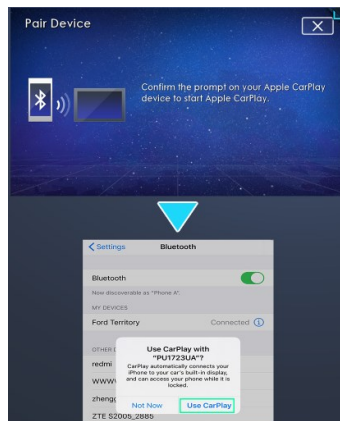 Pair Device
X
Confirm the prompt on your Apple CarPlay
device to start Apple CarPlay.
Settings
Bluetooth
Bluetooth
Now discoverable as "Phone A".
MY DEVICES
Ford Territory
Connected
OTHER
redmi
Use CarPlay with
"PU1723UA"?
CarPlay automatically connects your
iPhone to your car's built-in display,
and can access your phone while it is
locked.
Not Now
Use CarPlay
ZTE S2005_2BB5